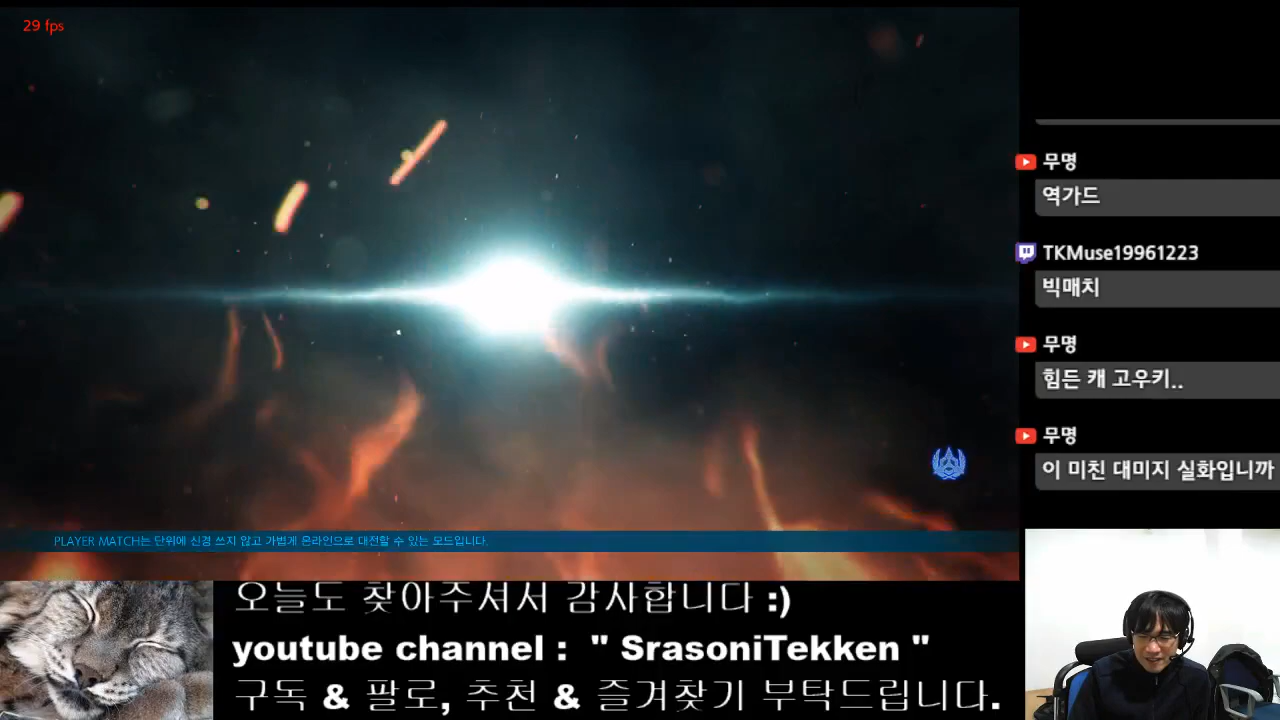 29 fps
무명
역가드
TKMuse19961223
빅매치
무명
힘든 캐 고우키..
무명
이 미친 대미지 실화입니까
PLAYER MATCH는 단위에 신경 쓰지 않고 가볍게 온라인으로 대전할 수 있는 모드입니다.
오늘도 찾아주셔서 감사합니다 :)
youtube channel : " SrasoniTekken "
구독 & 팔로, 추천 & 즐겨찾기 부탁드립니다.